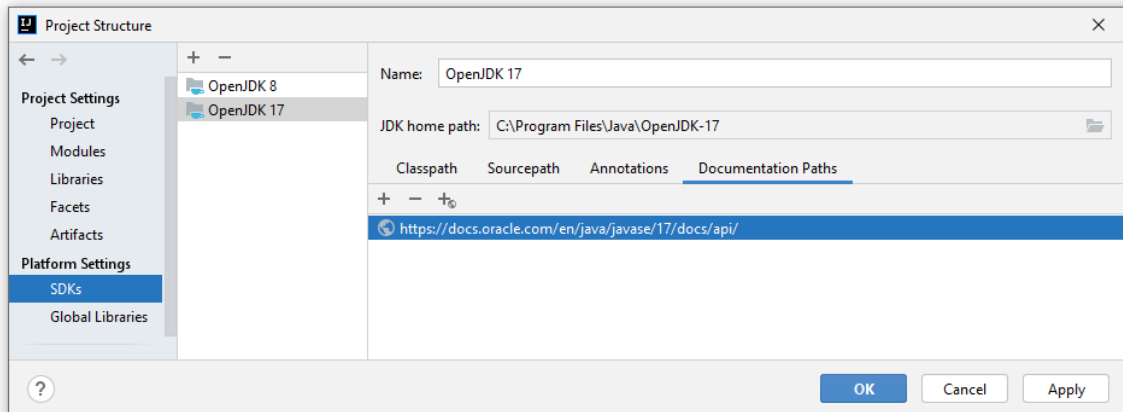 Project Structure
Project Settings
Project
Modules
Libraries
Facets
Artifacts
Platform Settings
SDKs
Global Libraries
OpenJDK 8
OpenJDK 17
Name: OpenJDK 17
JDK home path: C:\Program Files\Java\OpenJDK-17
Classpath Sourcepath Annotations Documentation Paths
https://docs.oracle.com/en/java/javase/17/docs/api/
? OK Cancel Apply